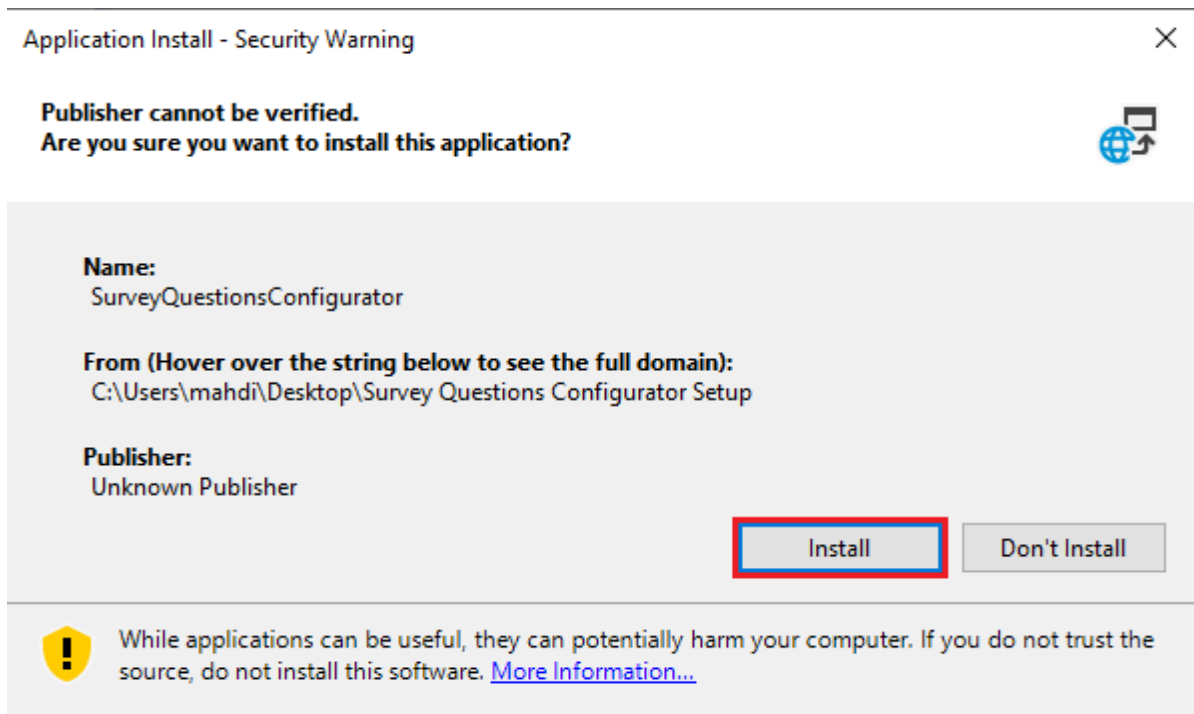 Application Install - Security Warning
Publisher cannot be verified.
Are you sure you want to install this application?
Name:
SurveyQuestionsConfigurator
From (Hover over the string below to see the full domain):
C:\Users\mahdi\Desktop\Survey Questions Configurator Setup
Publisher:
Unknown Publisher
Install Don't Install
While applications can be useful, they can potentially harm your computer. If you do not trust the
source, do not install this software. More Information...